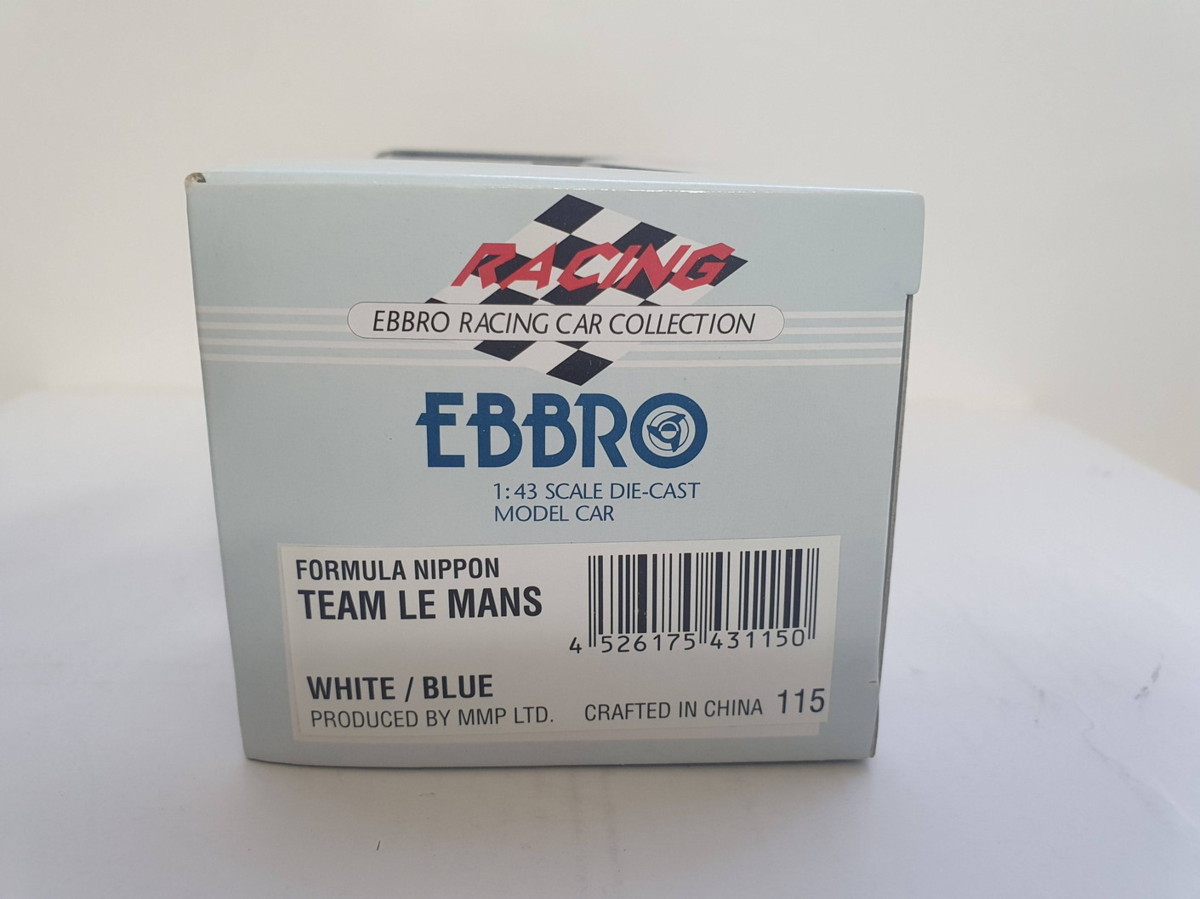 RACING
EBBRO RACING CAR COLLECTION
EBBRO
1:43 SCALE DIE-CAST
MODEL CAR
FORMULA NIPPON
TEAM LE MANS
4 526175 431150
WHITE / BLUE
PRODUCED BY MMP LTD. CRAFTED IN CHINA 115